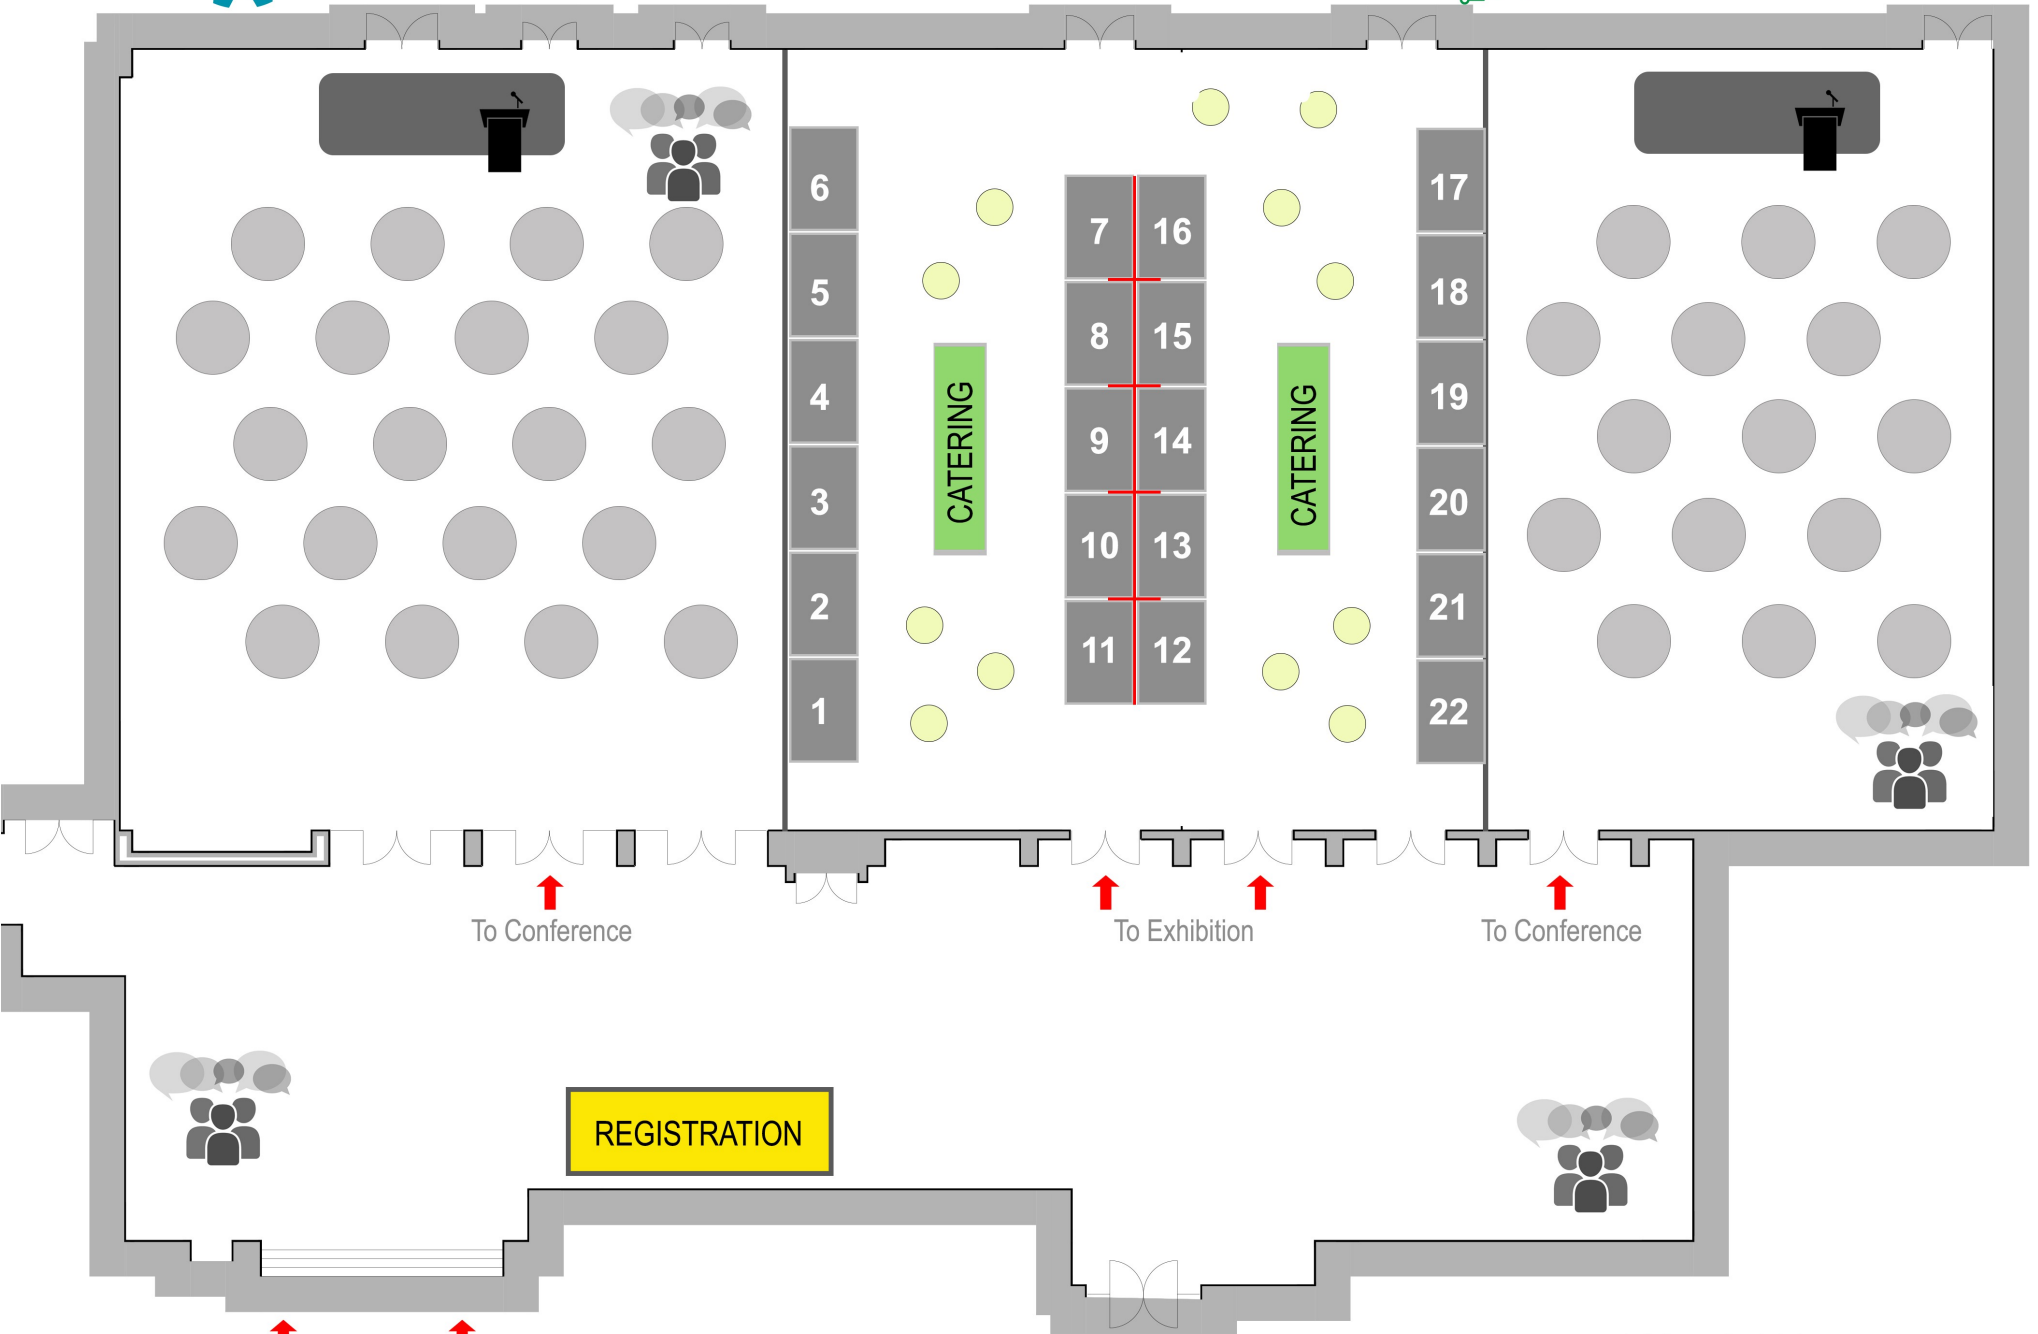 6
17
7 16
5
18
8 15
4
19
CATERING
CATERING
9 14
3
20
10 13
2
21
11 12
1
22
To Conference
To Exhibition
To Conference
REGISTRATION